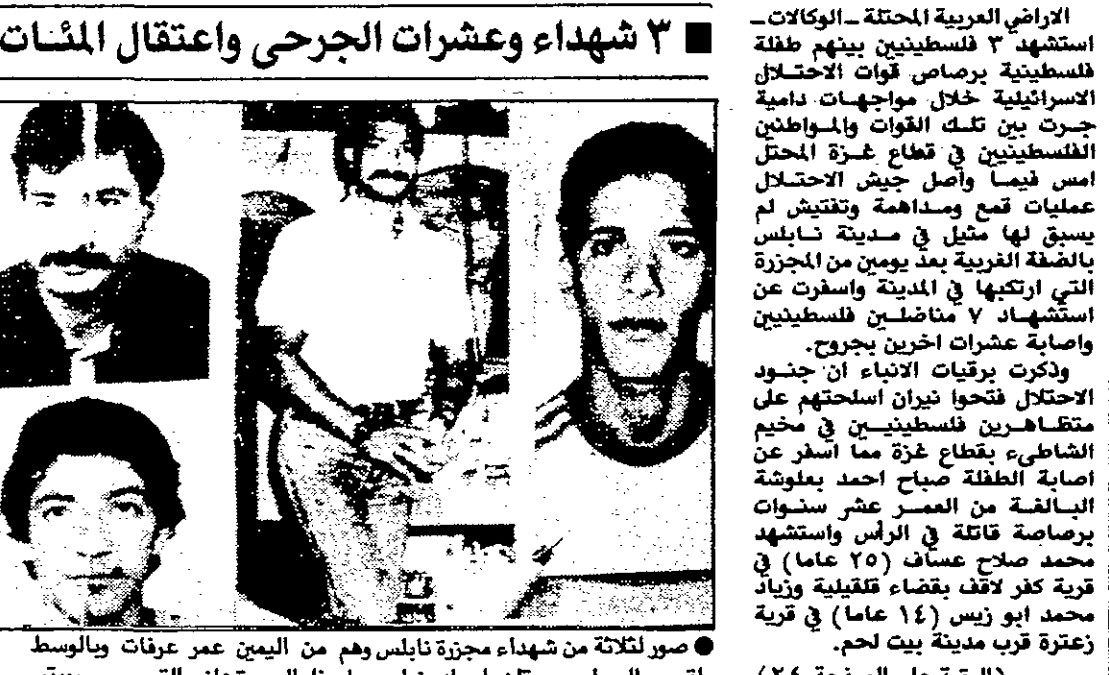 ■ ٣ شهداء وعشرات الجرحى واعتقال المئات
الاراضي العربية المحتلة ـ الوكالات ـ
استشهد ٣ فلسطينيين بينهم طفلة
فلسطينية برصاص قوات الاحتلال
الاسرائيلية خلال مواجهات دامية
جرت بين تلك القوات والمواطنين
الفلسطينيين في قطاع غزة المحتل
امس فيما واصل جيش الاحتلال
عمليات قمع ومداهمة وتفتيش لم
يسبق لها مثيل في مدينة نابلس
بالضفة الغربية بعد يومين من المجزرة
التي ارتكبها في المدينة واسفرت عن
استشهاد ٧ مناضلين فلسطينيين
واصابة عشرات اخرين بجروح.
وذكرت برقيات الانباء ان جنود
الاحتلال فتحوا نيران اسلحتهم على
متظاهرين فلسطينيين في مخيم
الشاطيء بقطاع غزة مما اسفر عن
اصابة الطفلة صباح احمد بعلوشة
البالغة من العمر عشر سنوات
برصاصة قاتلة في الرأس واستشهد
محمد صلاح عساف (٢٥ عاما) في
قرية كفر لاقف بقضاء قلقيلية وزياد
محمد ابو زيس (١٤ عاما) في قرية
زعترة قرب مدينة بيت لحم.
● صور لثلاثة من شهداء مجزرة نابلس وهم من اليمين عمر عرفات وبالوسط